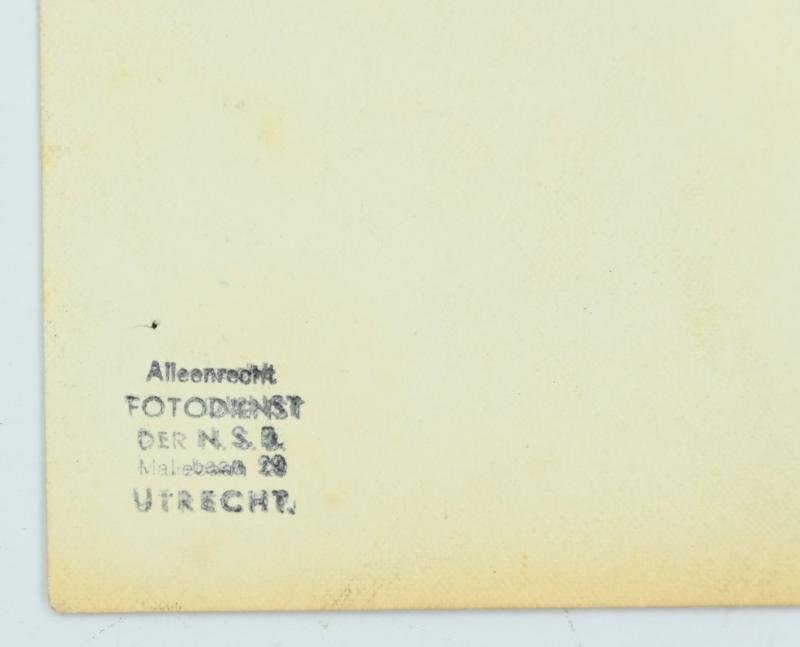 Alleenrecht
FOTODIENST
DER N.S.B.
Maliebaan 29
UTRECHT.